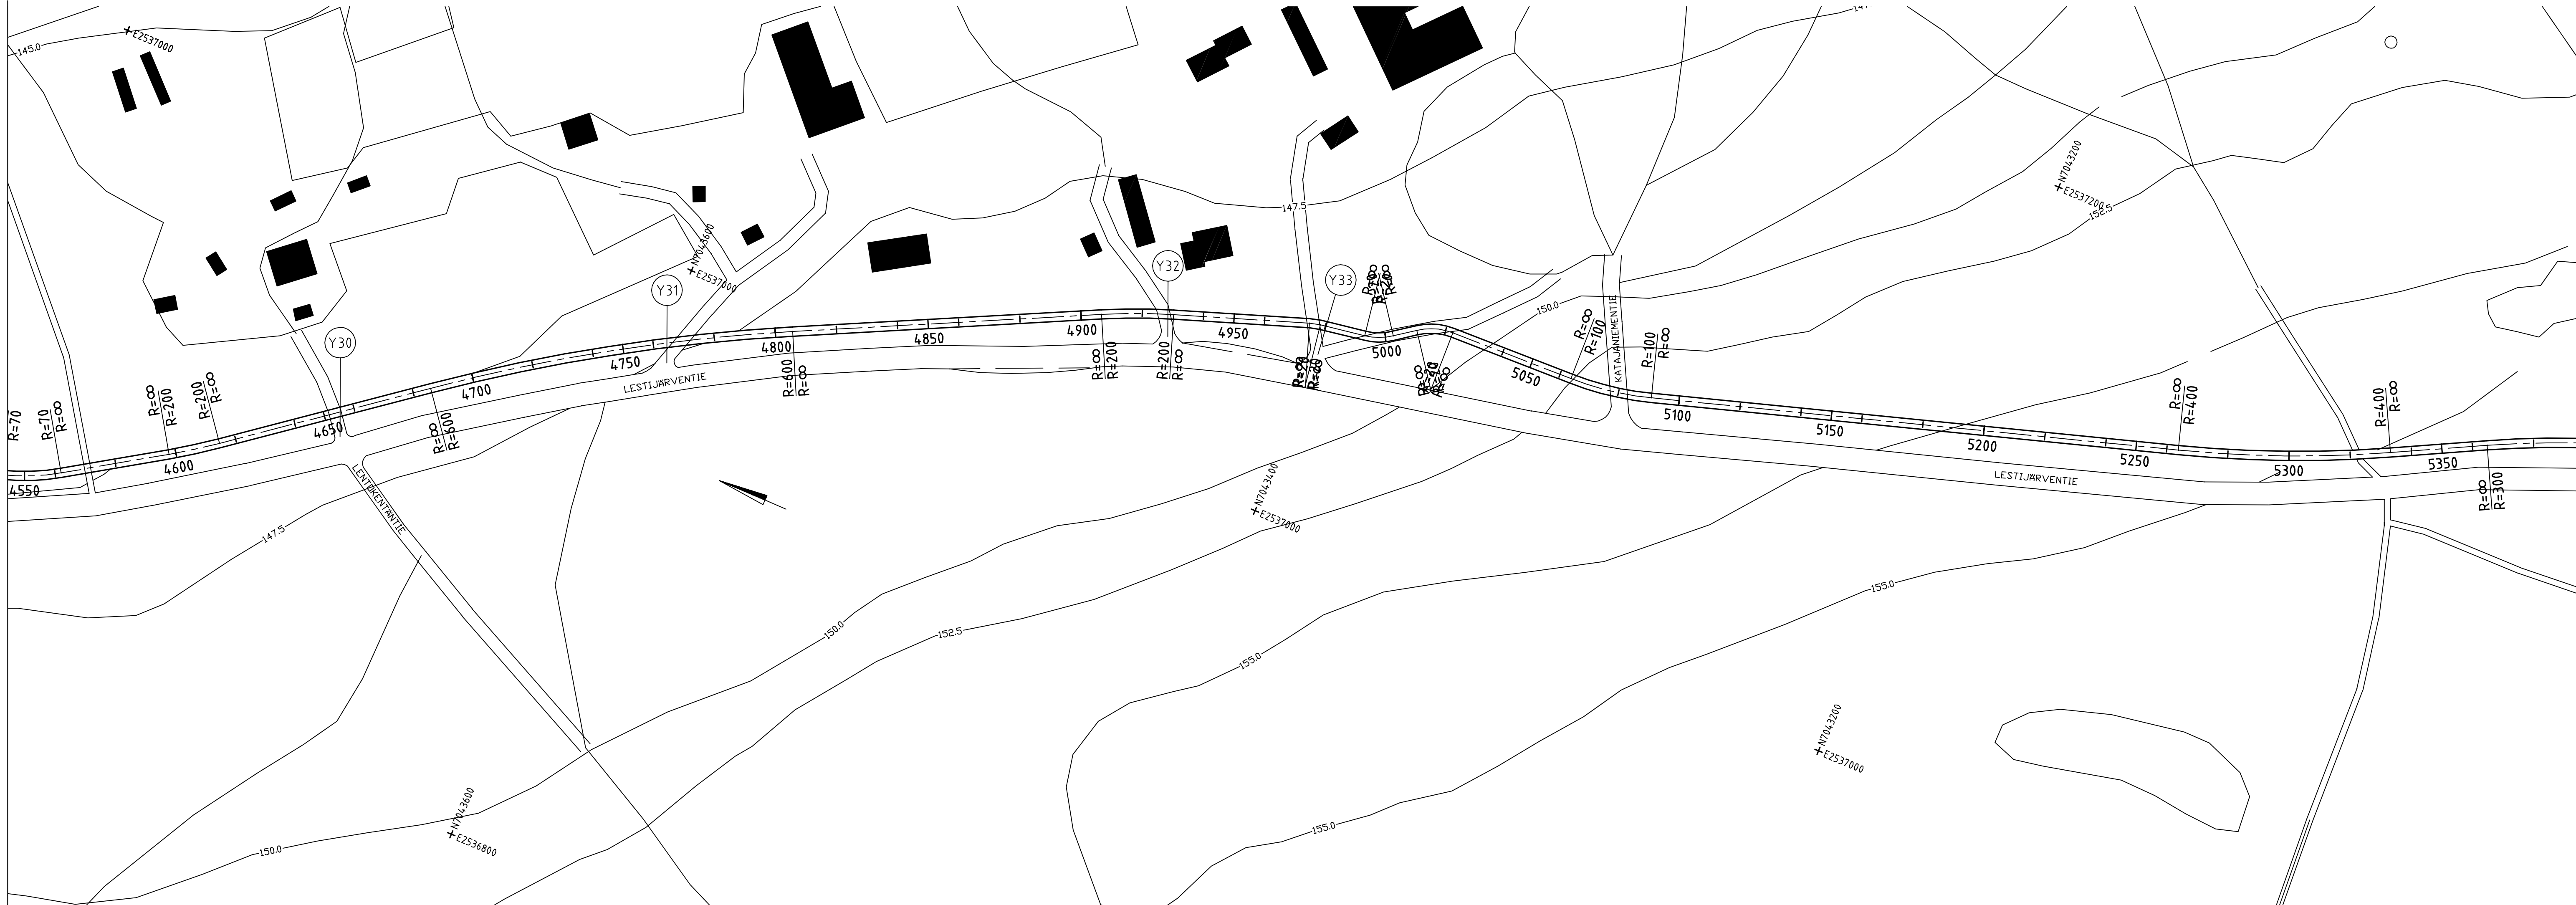 145.0
E2537000
147.5
N7043600
E2537000
Y30
Y31
Y32
Y33
N7043200
E2537200
152.5
147.5
150.0
KATAJANIEMENTIE
R=70
R=70
R=∞
R=∞
R=200
R=200
R=∞
R=∞
R=600
R=600
R=∞
R=∞
R=200
R=200
R=∞
R=∞
R=100
R=100
R=∞
R=∞
R=400
R=400
R=∞
R=∞
R=300
4550
4600
4650
4700
4750
4800
4850
4900
4950
5000
5050
5100
5150
5200
5250
5300
5350
LESTIJÄRVENTIE
LESTIJÄRVENTIE
147.5
N7043400
E2537000
150.0
152.5
155.0
155.0
155.0
N7043200
E2537000
N7043600
E2536800
150.0